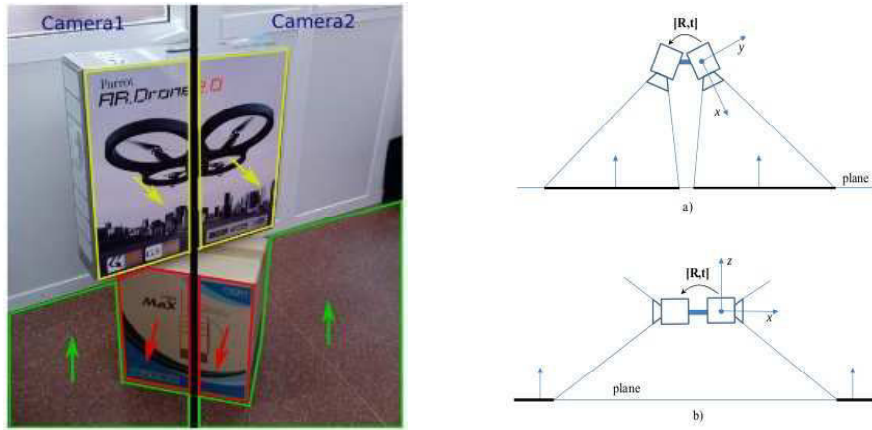 Camera1
Camera2
Parrot
AR.Drone 2.0
MaX
[R,t]
y
x
plane
a)
[R,t]
z
x
plane
b)